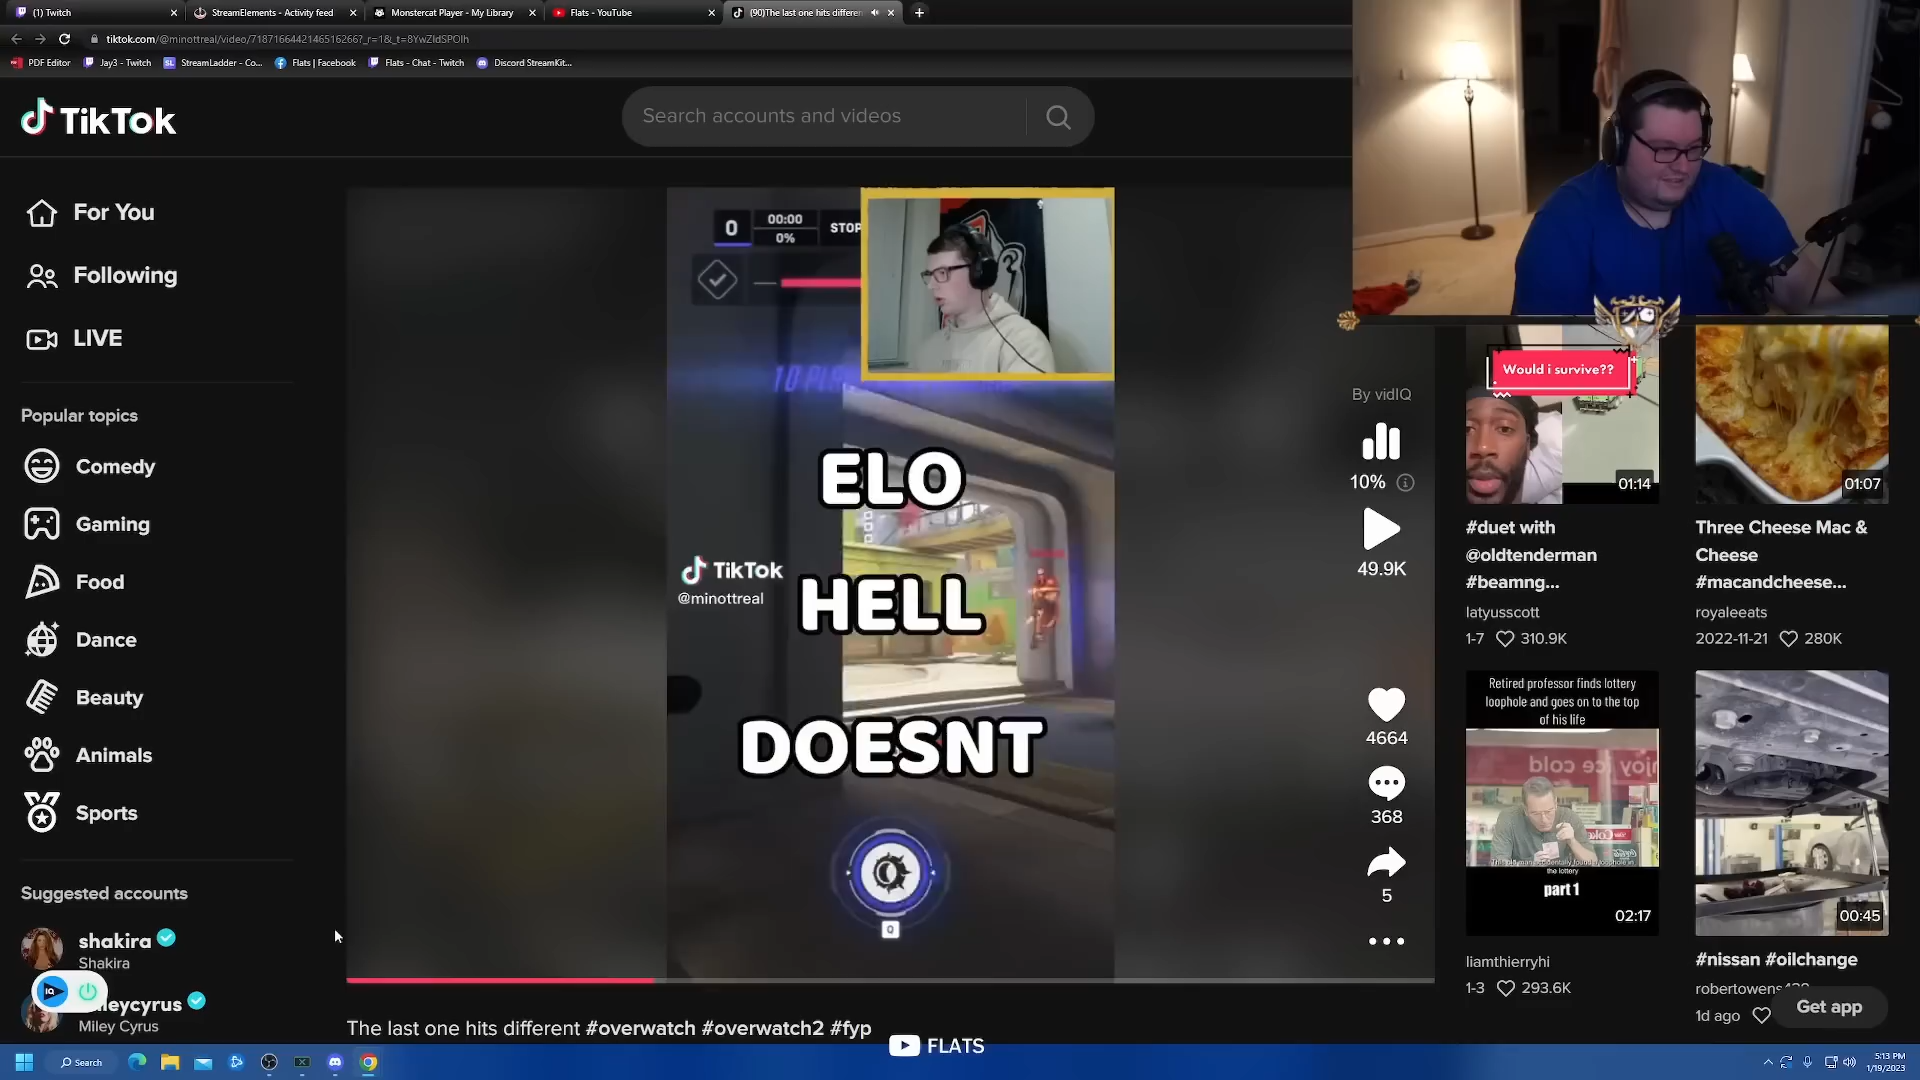 (1) Twitch
StreamElements - Activity feed
Monstercat Player - My Library
Flats - YouTube
(90)The last one hits differen
tiktok.com/@minottreal/video/7187166442146516266?_r=1&_t=8YwZIdSPOlh
PDF Editor
Jay3 - Twitch
StreamLadder - Co...
Flats | Facebook
Flats - Chat - Twitch
Discord StreamKit...
TikTok
Search accounts and videos
For You
Following
LIVE
Popular topics
Comedy
Gaming
Food
Dance
Beauty
Animals
Sports
Suggested accounts
shakira
Shakira
IQ
leycyrus
Miley Cyrus
0
00:00
0%
STOP
ELO
HELL
DOESNT
TikTok
@minottreal
Q
By vidIQ
10%
49.9K
4664
368
5
The last one hits different #overwatch #overwatch2 #fyp
FLATS
Would i survive??
01:14
#duet with
@oldtenderman
#beamng...
latyusscott
1-7 310.9K
01:07
Three Cheese Mac &
Cheese
#macandcheese...
royaleeats
2022-11-21 280K
Retired professor finds lottery
loophole and goes on to the top
of his life
the lottery
part 1
02:17
liamthierryhi
1-3 293.6K
00:45
#nissan #oilchange
1d ago
Get app
Search
5:13 PM
1/19/2023